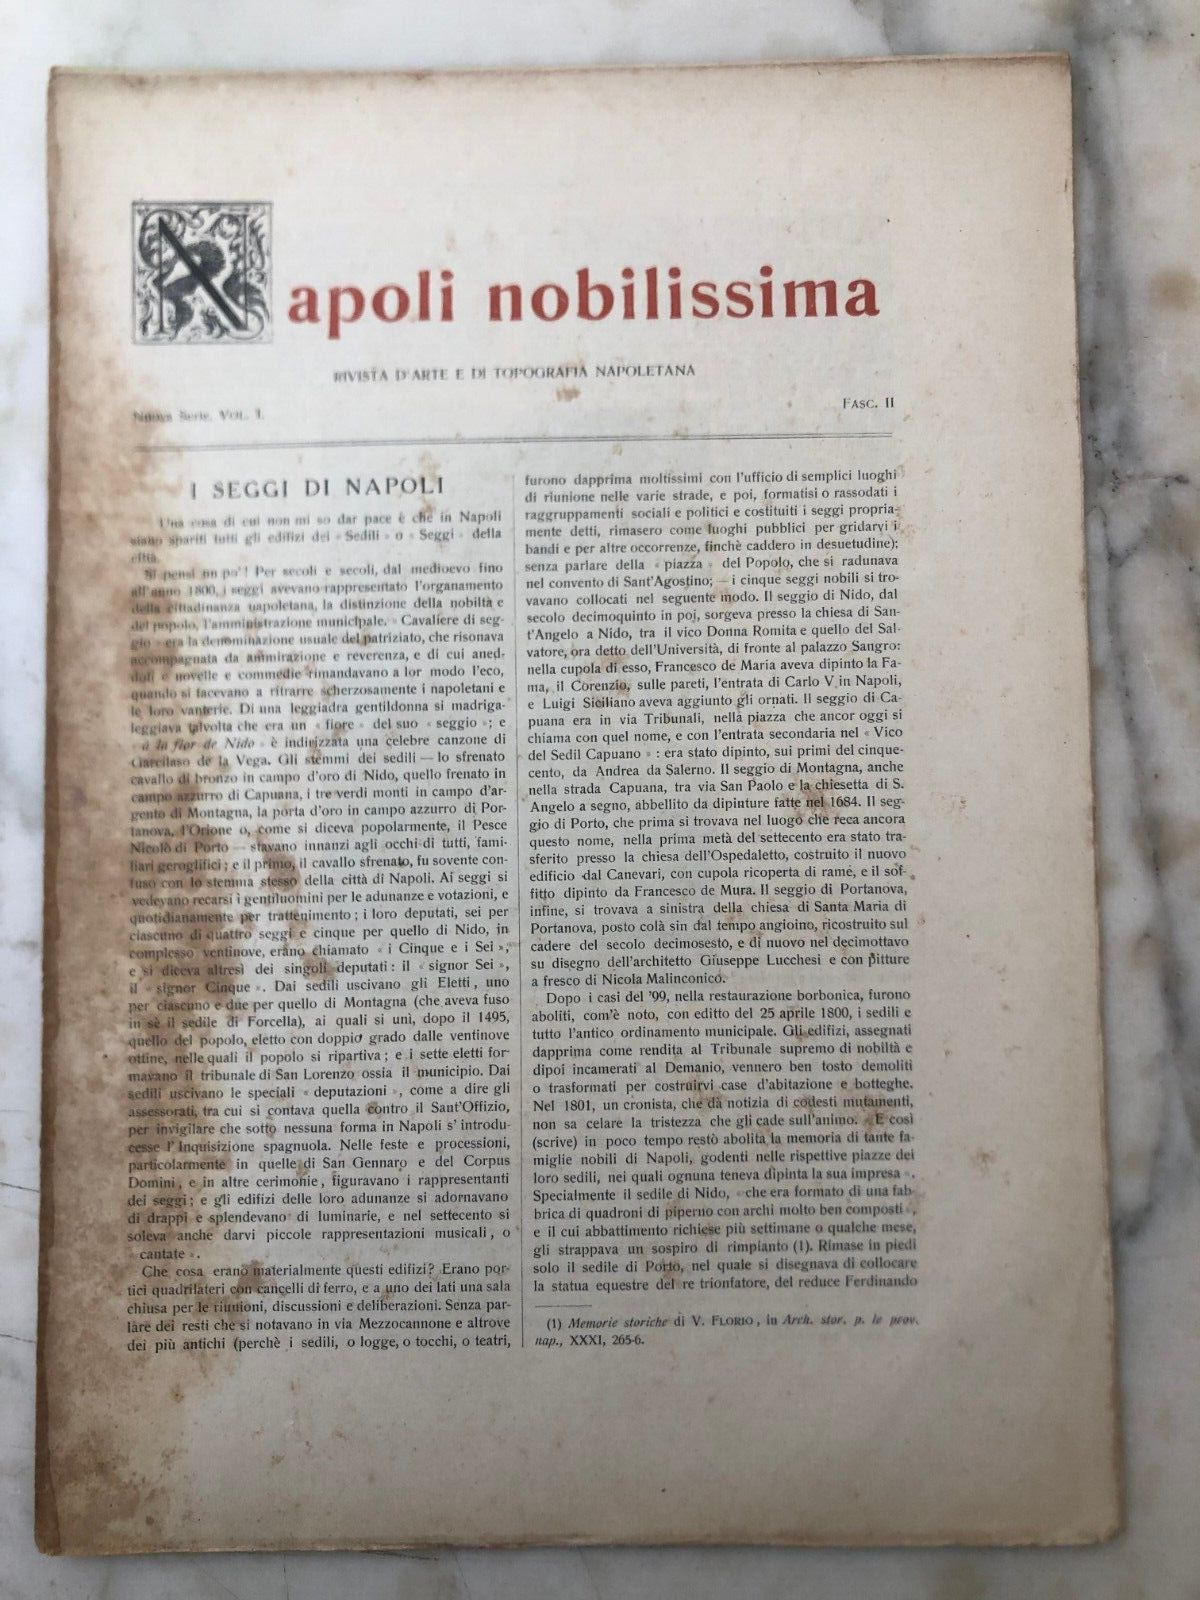 Napoli nobilissima
RIVISTA D'ARTE E DI TOPOGRAFIA NAPOLETANA
Nuova Serie. VOL. I.
FASC. II
I SEGGI DI NAPOLI
Una cosa di cui non mi so dar pace è che in Napoli
siano spariti tutti gli edifizi dei « Sedili » o « Seggi » della
città.
Si pensi un po'! Per secoli e secoli, dal medioevo fino
all'anno 1800, i seggi avevano rappresentato l'organamento
della cittadinanza napoletana, la distinzione della nobiltà e
del popolo, l'amministrazione municipale. « Cavaliere di seg-
gio » era la denominazione usuale del patriziato, che risonava
accompagnata da ammirazione e reverenza, e di cui aned-
doti e novelle e commedie rimandavano a lor modo l'eco,
quando si facevano a ritrarre scherzosamente i napoletani e
le loro vanterie. Di una leggiadra gentildonna si madriga-
leggiava talvolta che era un « fiore » del suo « seggio »; e
« a la flor de Nido » è indirizzata una celebre canzone di
Garcilaso de la Vega. Gli stemmi dei sedili — lo sfrenato
cavallo di bronzo in campo d'oro di Nido, quello frenato in
campo azzurro di Capuana, i tre verdi monti in campo d'ar-
gento di Montagna, la porta d'oro in campo azzurro di Por-
tanova, l'Orione o, come si diceva popolarmente, il Pesce
Nicolò di Porto — stavano innanzi agli occhi di tutti, fami-
liari geroglifici; e il primo, il cavallo sfrenato, fu sovente con-
fuso con lo stemma stesso della città di Napoli. Ai seggi si
vedevano recarsi i gentiluomini per le adunanze e votazioni, e
quotidianamente per trattenimento; i loro deputati, sei per
ciascuno di quattro seggi e cinque per quello di Nido, in
complesso ventinove, erano chiamato « i Cinque e i Sei »,
e si diceva altresì dei singoli deputati: il « signor Sei »,
il « signor Cinque ». Dai sedili uscivano gli Eletti, uno
per ciascuno e due per quello di Montagna (che aveva fuso
in sè il sedile di Forcella), ai quali si unì, dopo il 1495,
quello del popolo, eletto con doppio grado dalle ventinove
ottine, nelle quali il popolo si ripartiva; e i sette eletti for-
mavano il tribunale di San Lorenzo ossia il municipio. Dai
sedili uscivano le speciali « deputazioni », come a dire gli
assessorati, tra cui si contava quella contro il Sant'Offizio,
per invigilare che sotto nessuna forma in Napoli s' introdu-
cesse l' Inquisizione spagnuola. Nelle feste e processioni,
particolarmente in quelle di San Gennaro e del Corpus
Domini, e in altre cerimonie, figuravano i rappresentanti
dei seggi; e gli edifizi delle loro adunanze si adornavano
di drappi e splendevano di luminarie, e nel settecento si
soleva anche darvi piccole rappresentazioni musicali, o
« cantate ».
Che cosa erano materialmente questi edifizi? Erano por-
tici quadrilateri con cancelli di ferro, e a uno dei lati una sala
chiusa per le riunioni, discussioni e deliberazioni. Senza par-
lare dei resti che si notavano in via Mezzocannone e altrove
dei più antichi (perchè i sedili, o logge, o tocchi, o teatri,
furono dapprima moltissimi con l'ufficio di semplici luoghi
di riunione nelle varie strade, e poi, formatisi o rassodati i
raggruppamenti sociali e politici e costituiti i seggi propria-
mente detti, rimasero come luoghi pubblici per gridarvi i
bandi e per altre occorrenze, finchè caddero in desuetudine);
senza parlare della « piazza » del Popolo, che si radunava
nel convento di Sant'Agostino; — i cinque seggi nobili si tro-
vavano collocati nel seguente modo. Il seggio di Nido, dal
secolo decimoquinto in poi, sorgeva presso la chiesa di San-
t'Angelo a Nido, tra il vico Donna Romita e quello del Sal-
vatore, ora detto dell'Università, di fronte al palazzo Sangro:
nella cupola di esso, Francesco de Maria aveva dipinto la Fa-
ma, il Corenzio, sulle pareti, l'entrata di Carlo V in Napoli,
e Luigi Siciliano aveva aggiunto gli ornati. Il seggio di Ca-
puana era in via Tribunali, nella piazza che ancor oggi si
chiama con quel nome, e con l'entrata secondaria nel « Vico
del Sedil Capuano » : era stato dipinto, sui primi del cinque-
cento, da Andrea da Salerno. Il seggio di Montagna, anche
nella strada Capuana, tra via San Paolo e la chiesetta di S.
Angelo a segno, abbellito da dipinture fatte nel 1684. Il seg-
gio di Porto, che prima si trovava nel luogo che reca ancora
questo nome, nella prima metà del settecento era stato tra-
sferito presso la chiesa dell'Ospedaletto, costruito il nuovo
edificio dal Canevari, con cupola ricoperta di rame, e il sof-
fitto dipinto da Francesco de Mura. Il seggio di Portanova,
infine, si trovava a sinistra della chiesa di Santa Maria di
Portanova, posto colà sin dal tempo angioino, ricostruito sul
cadere del secolo decimosesto, e di nuovo nel decimottavo
su disegno dell'architetto Giuseppe Lucchesi e con pitture
a fresco di Nicola Malinconico.
Dopo i casi del '99, nella restaurazione borbonica, furono
aboliti, com'è noto, con editto del 25 aprile 1800, i sedili e
tutto l'antico ordinamento municipale. Gli edifizi, assegnati
dapprima come rendita al Tribunale supremo di nobiltà e
dipoi incamerati al Demanio, vennero ben tosto demoliti
o trasformati per costruirvi case d'abitazione e botteghe.
Nel 1801, un cronista, che dà notizia di codesti mutamenti,
non sa celare la tristezza che gli cade sull'animo. « E così
(scrive) in poco tempo restò abolita la memoria di tante fa-
miglie nobili di Napoli, godenti nelle rispettive piazze dei
loro sedili, nei quali ognuna teneva dipinta la sua impresa ».
Specialmente il sedile di Nido, « che era formato di una fab-
brica di quadroni di piperno con archi molto ben composti »,
e il cui abbattimento richiese più settimane o qualche mese,
gli strappava un sospiro di rimpianto (1). Rimase in piedi
solo il sedile di Porto, nel quale si disegnava di collocare
la statua equestre del re trionfatore, del reduce Ferdinando
(1) Memorie storiche di V. FLORIO, in Arch. stor. p. le prov.
nap., XXXI, 265-6.